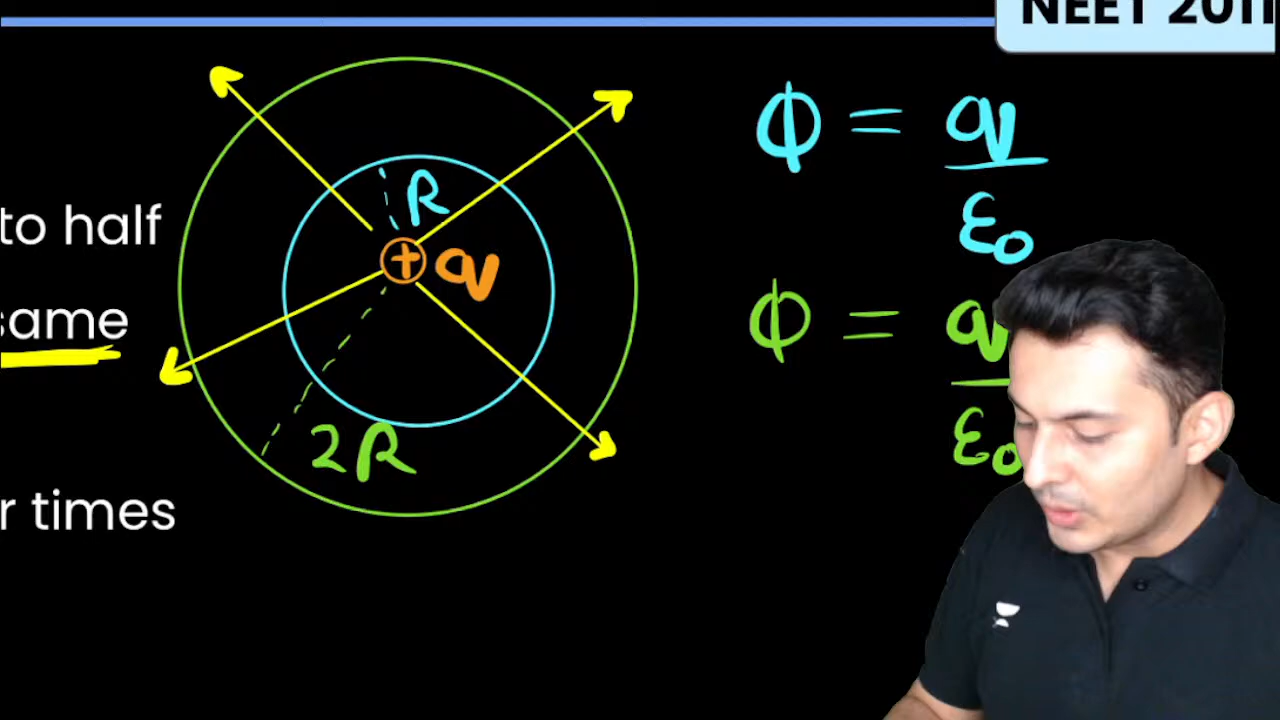 NEET 2011
to half
same
r times
R
+ q
2R
ϕ = q
ε₀
ϕ = q
ε₀